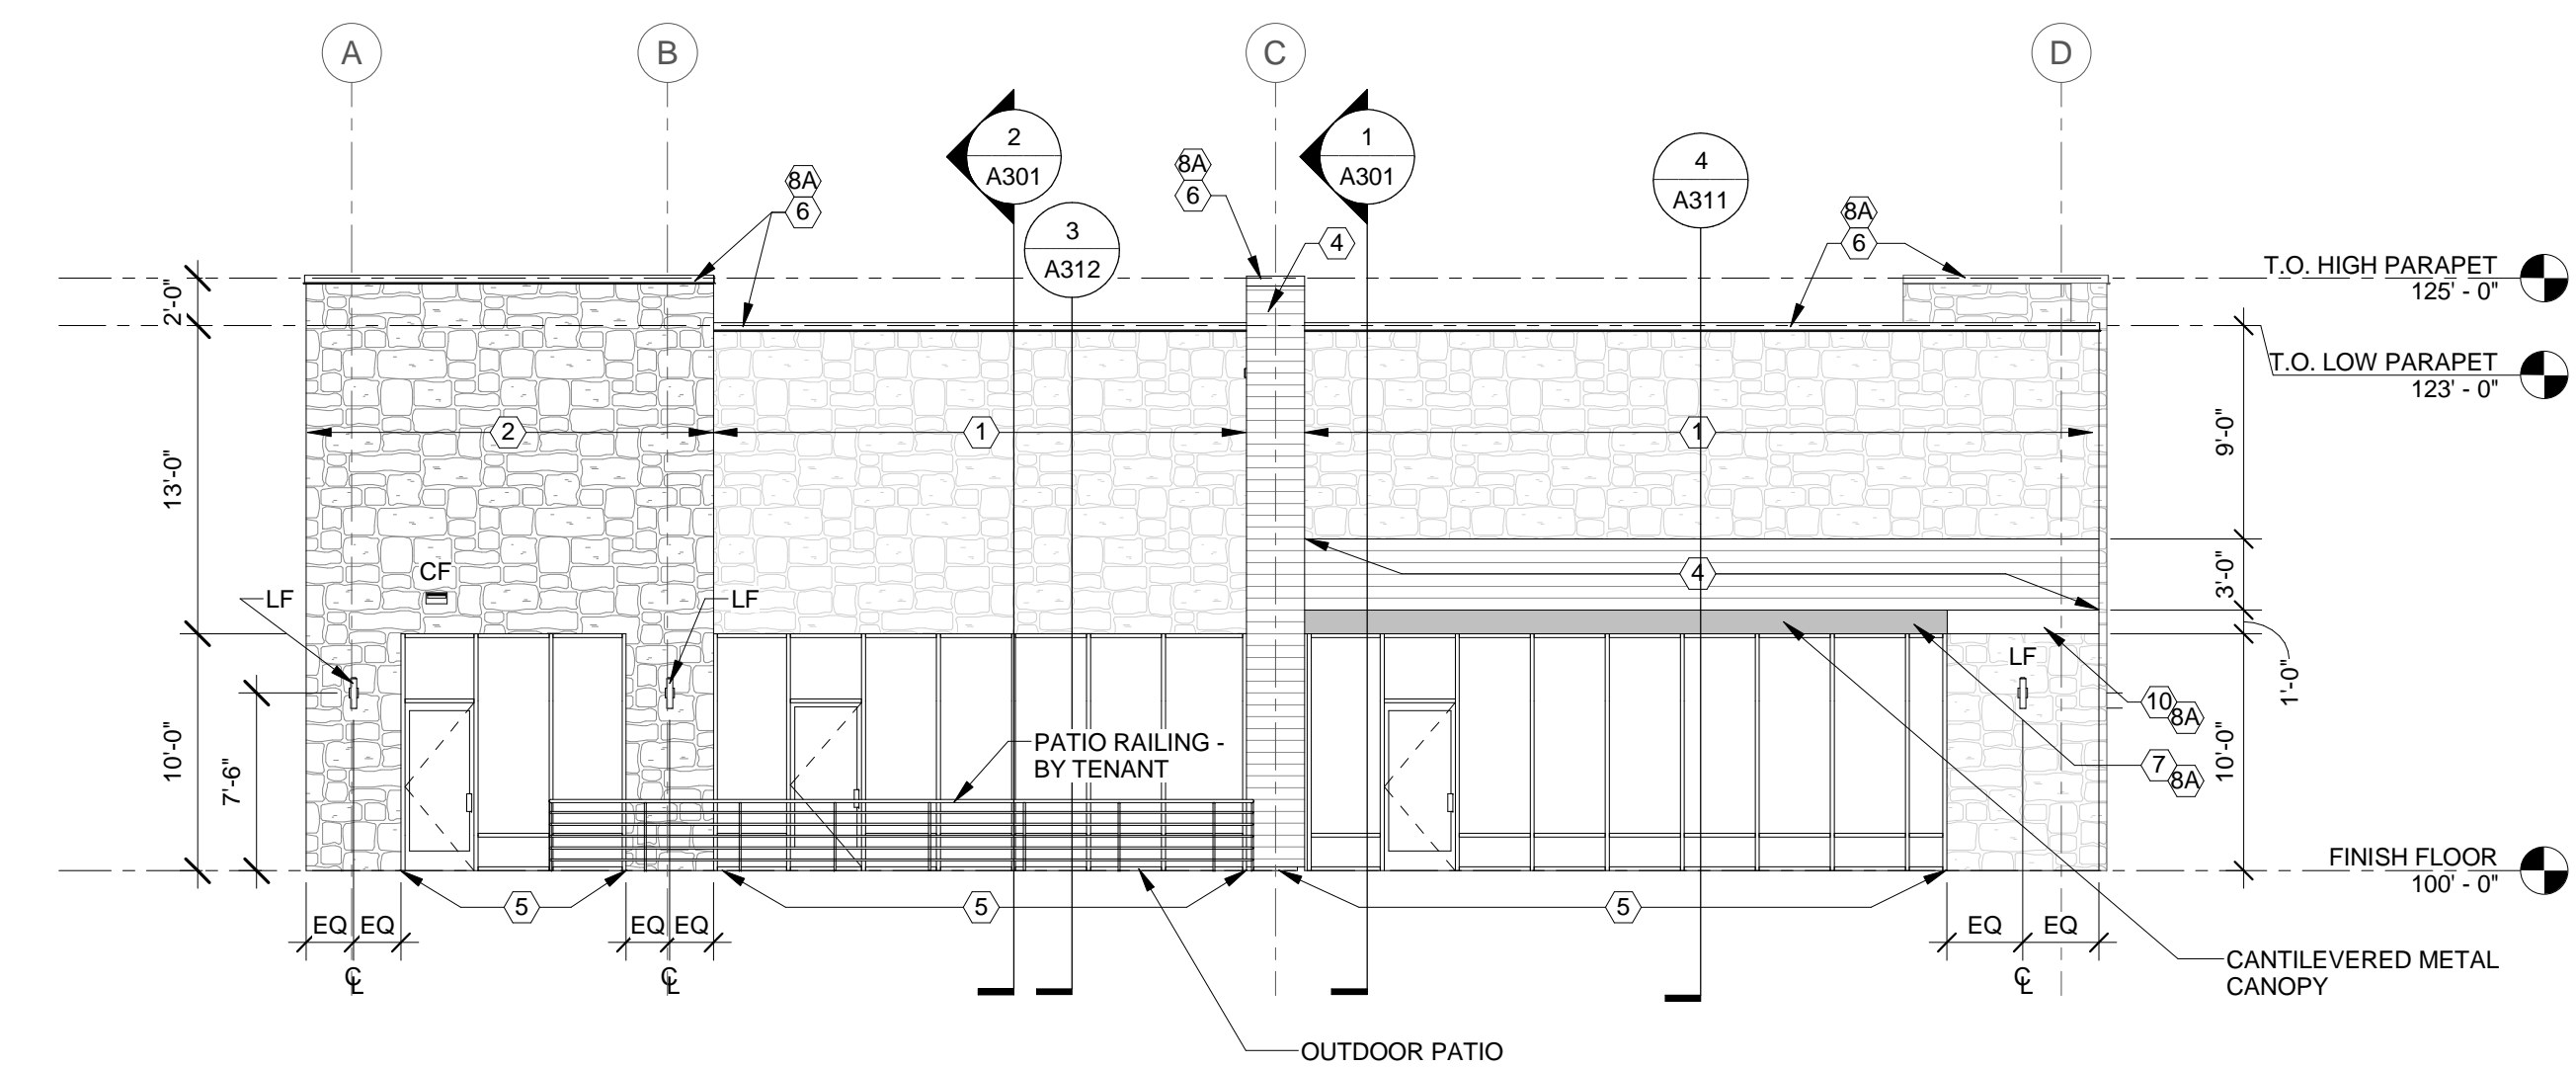 A
B
C
D
2
A301
3
A312
1
A301
4
A311
8A
6
8A
6
4
8A
6
T.O. HIGH PARAPET
125' - 0"
T.O. LOW PARAPET
123' - 0"
2'-0"
13'-0"
10'-0"
7'-6"
9'-0"
3'-0"
1'-0"
10'-0"
2
1
1
CF
LF
LF
4
LF
10
8A
7
8A
PATIO RAILING -
BY TENANT
FINISH FLOOR
100' - 0"
5
5
5
EQ
EQ
EQ
EQ
EQ
EQ
CL
CL
CL
CANTILEVERED METAL
CANOPY
OUTDOOR PATIO